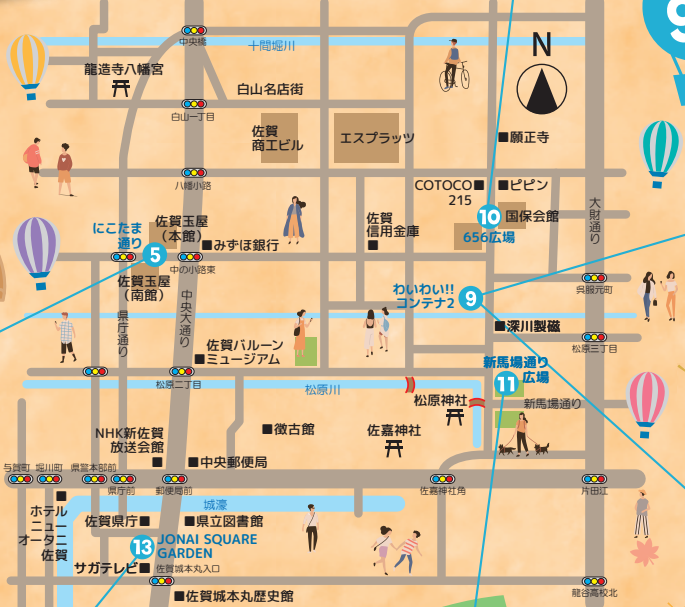 9
中央橋
十間堀川
N
龍造寺八幡宮
白山名店街
白山一丁目
佐賀
商工ビル
エスプラッツ
■願正寺
八幡小路
COTOCO■
215
■ピピン
大財通り
佐賀玉屋
(本館)
にこたま
通り
5
■みずほ銀行
佐賀
信用金庫
■
10
国保会館
656広場
中の小路東
佐賀玉屋
(南館)
わいわい!!
コンテナ2
9
呉服元町
県庁通り
中央大通り
■深川製磁
佐賀バルーン
■ミュージアム
松原三丁目
新馬場通り
広場
11
松原二丁目
松原川
松原神社
新馬場通り
■徴古館
佐嘉神社
NHK新佐賀
放送会館
■
■中央郵便局
与賀町
堀川町
県警本部前
県庁前
郵便局前
佐嘉神社角
片田江
■
ホテル
ニュー
オータニ
佐賀
城濠
佐賀県庁■
■県立図書館
13
JONAI SQUARE
GARDEN
サガテレビ■
佐賀城本丸入口
■佐賀城本丸歴史館
龍谷高校北